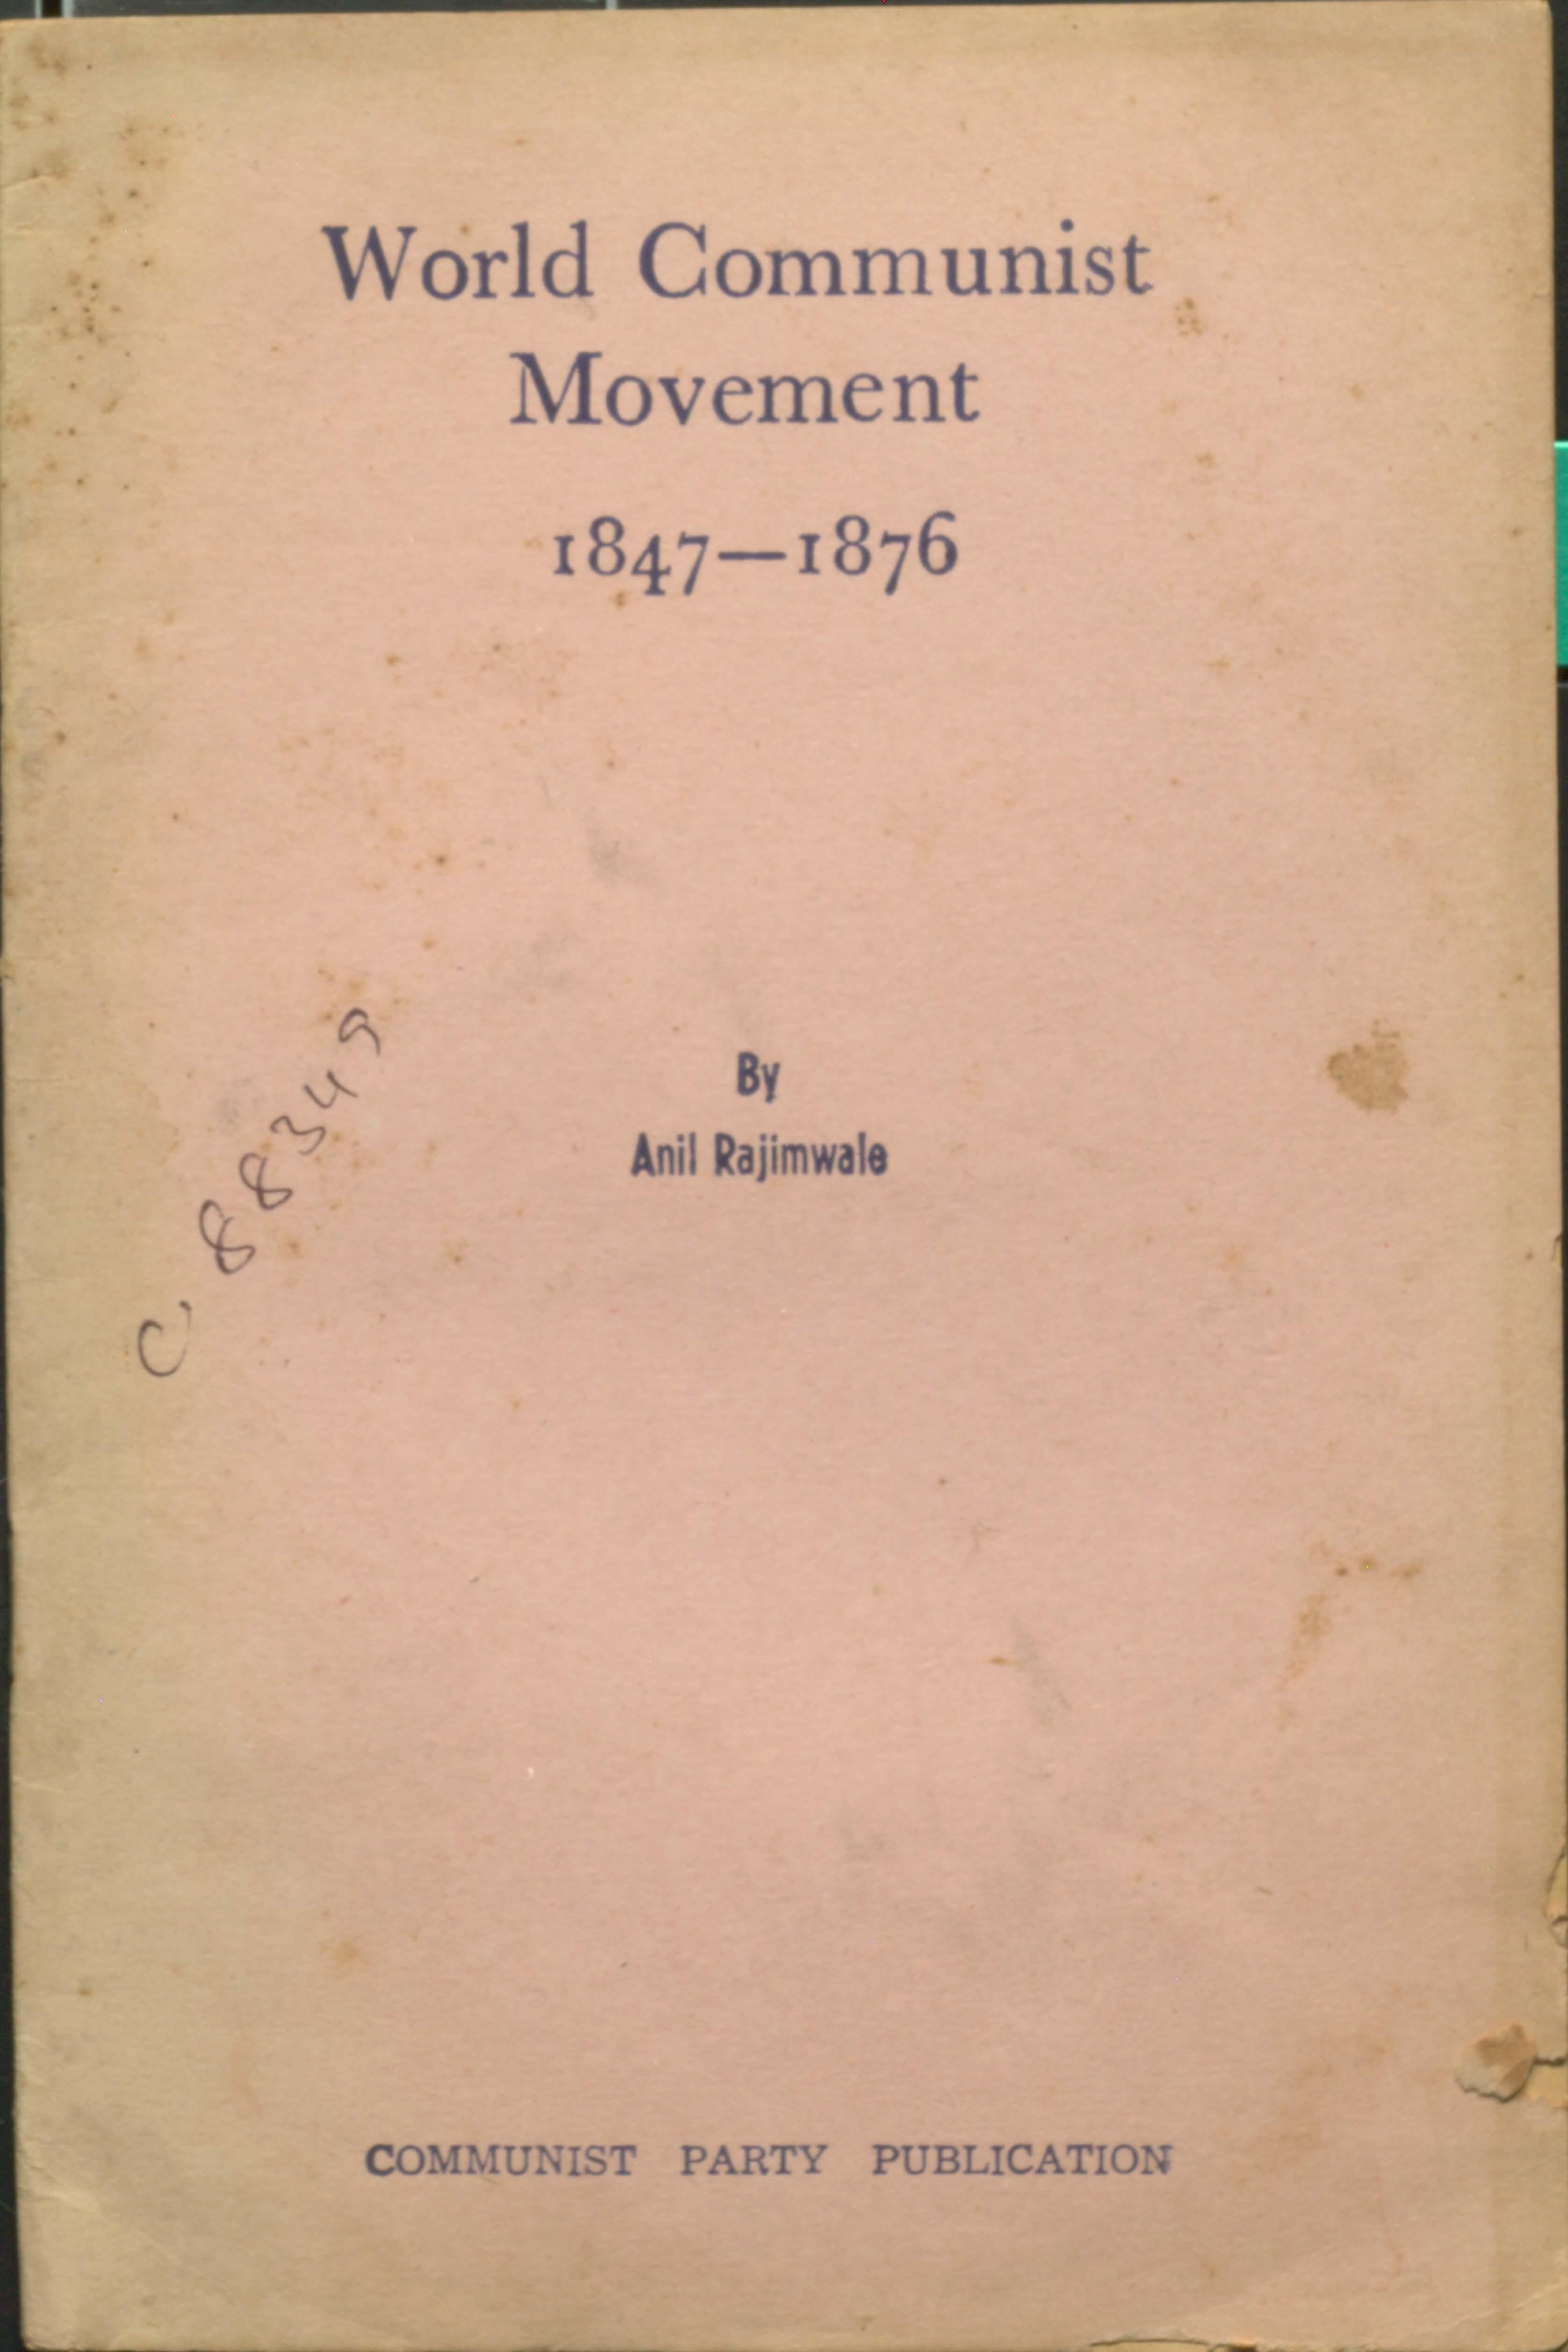 World Communist
Movement
1847—1876
C 88349
By
Anil Rajimwale
COMMUNIST PARTY PUBLICATION